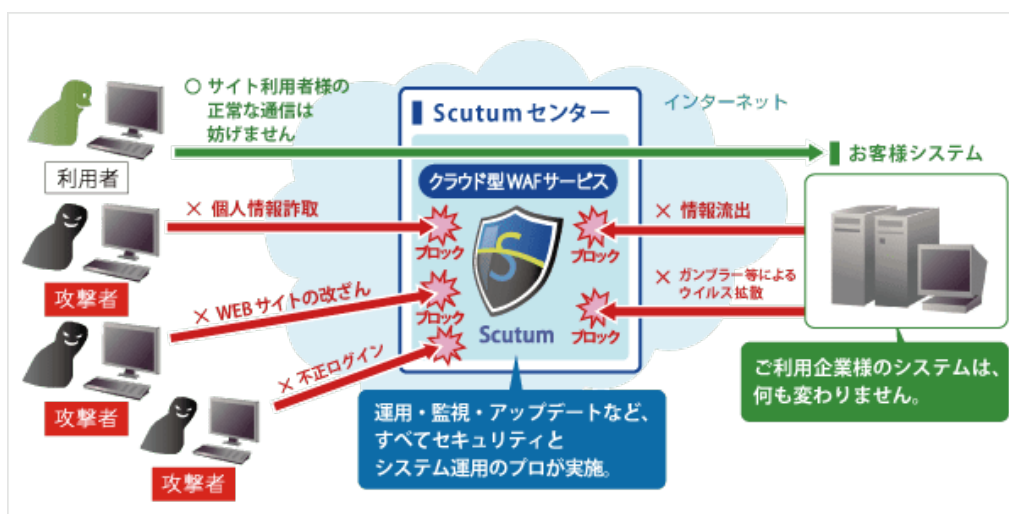 ○ サイト利用者様の
正常な通信は
妨げません
利用者
Scutumセンター
インターネット
お客様システム
クラウド型WAFサービス
× 個人情報詐取
攻撃者
ブロック
ブロック
× 情報流出
× WEBサイトの改ざん
攻撃者
ブロック
Scutum
ブロック
× ガンブラー等による
ウイルス拡散
× 不正ログイン
攻撃者
運用・監視・アップデートなど、
すべてセキュリティと
システム運用のプロが実施。
ご利用企業様のシステムは、
何も変わりません。